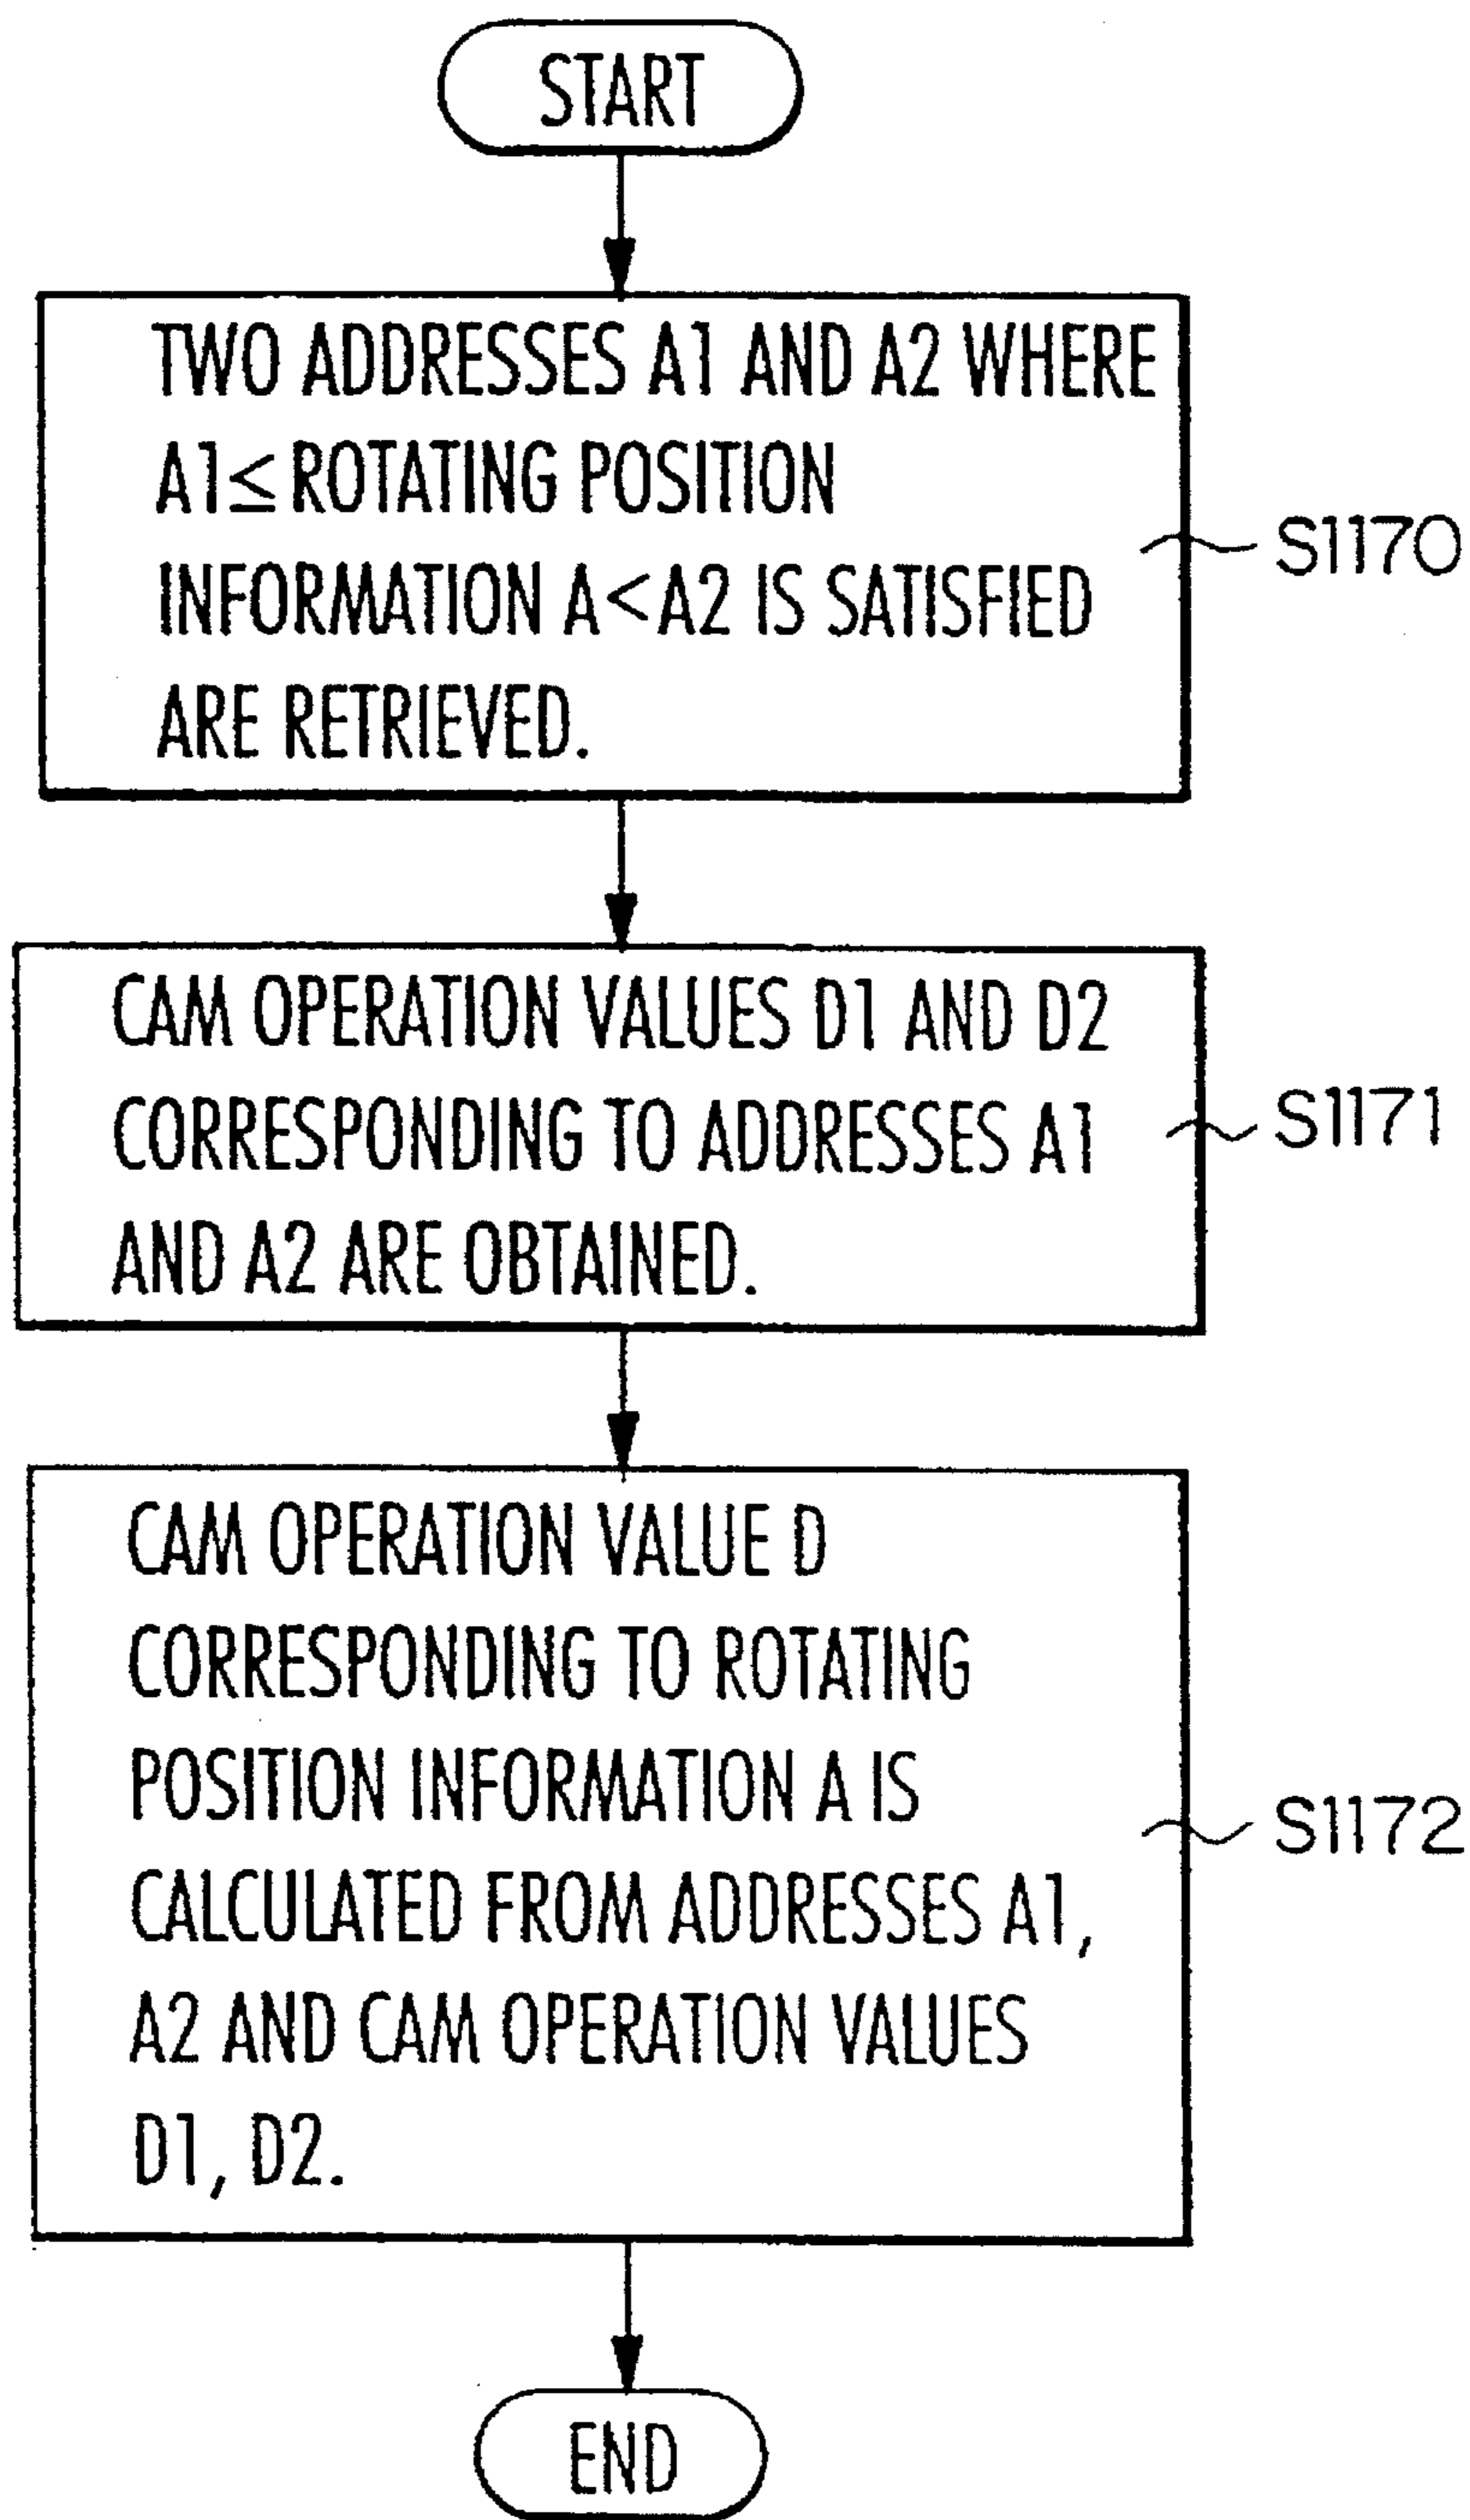 START
TWO ADDRESSES A1 AND A2 WHERE
A1≤ROTATING POSITION
INFORMATION A<A2 IS SATISFIED
ARE RETRIEVED.
S1170
CAM OPERATION VALUES D1 AND D2
CORRESPONDING TO ADDRESSES A1
AND A2 ARE OBTAINED.
S1171
CAM OPERATION VALUE D
CORRESPONDING TO ROTATING
POSITION INFORMATION A IS
CALCULATED FROM ADDRESSES A1,
A2 AND CAM OPERATION VALUES
D1, D2.
S1172
END